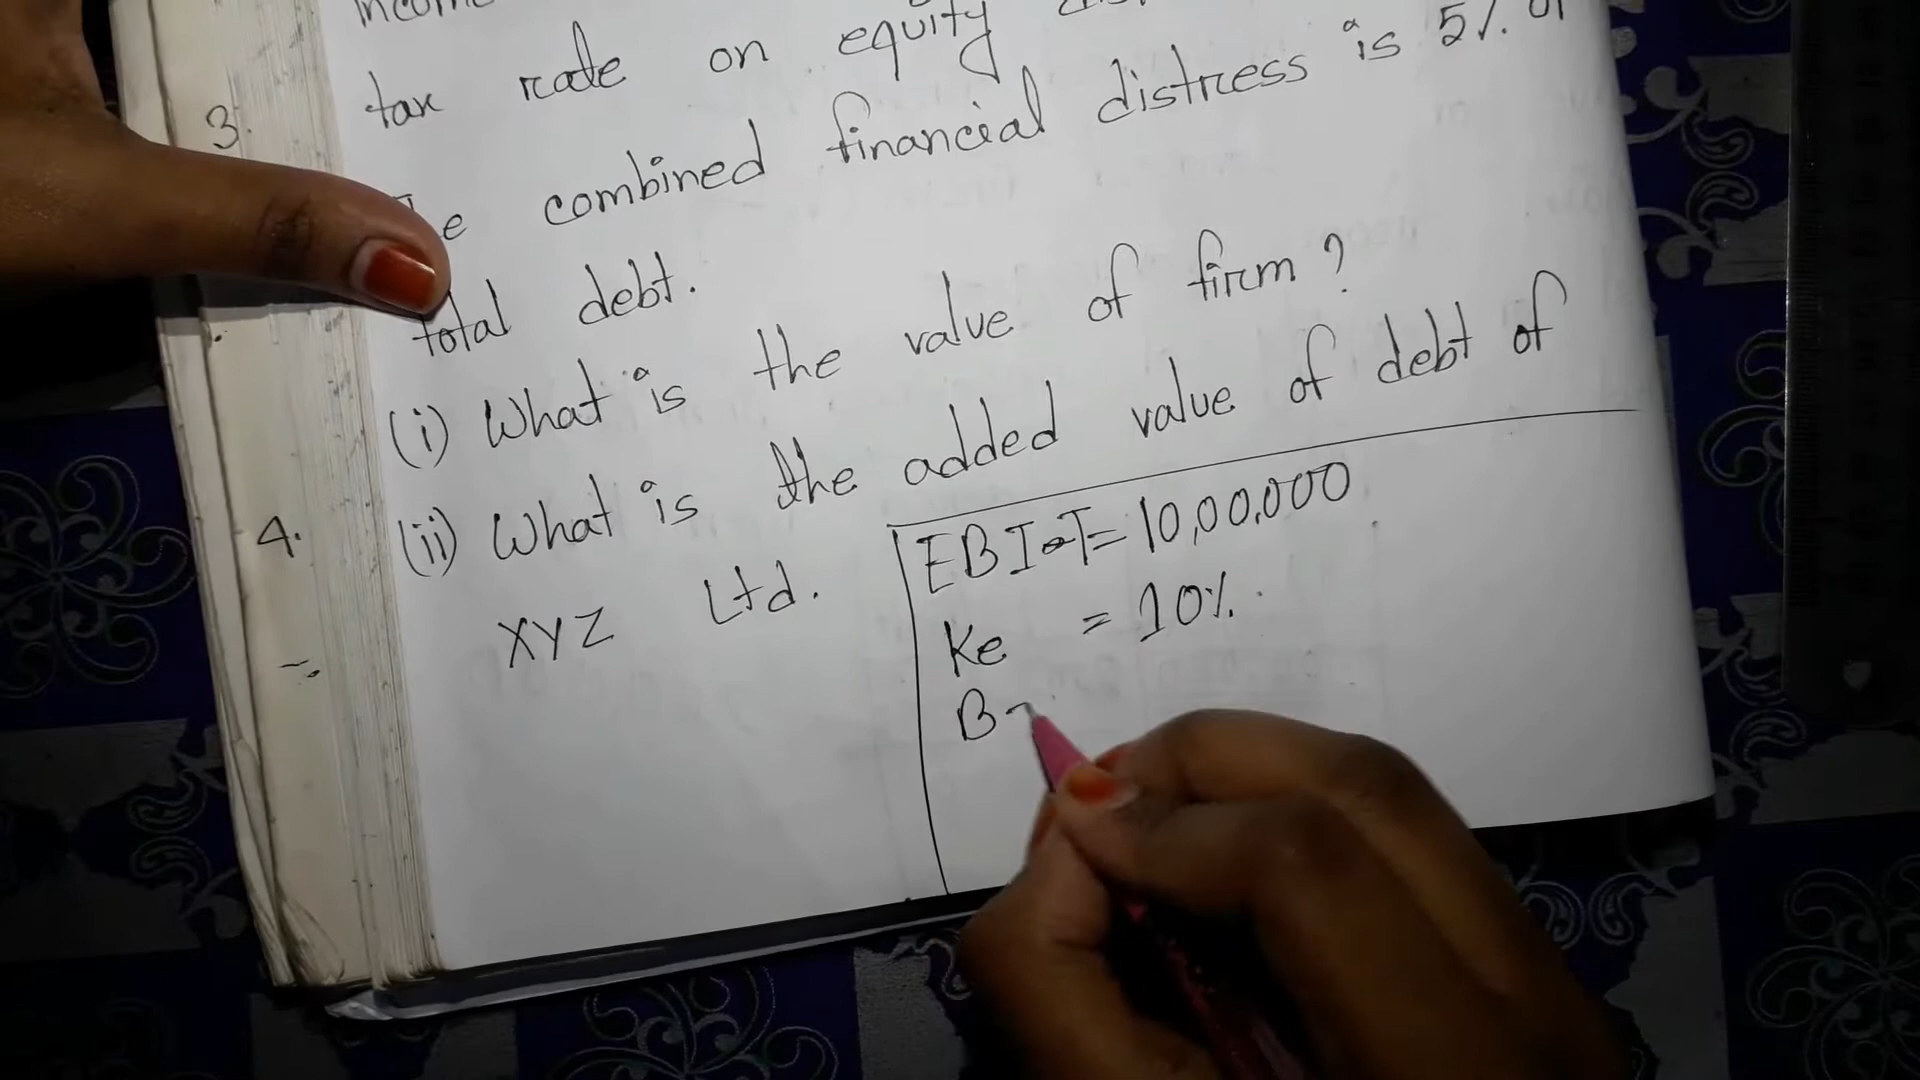 3.
tax rate on equity
combined financial distress is 5%
total debt.
(i) What is the value of firm?
4.
(ii) What is the added value of debt of
XYZ Ltd.
EBIT = 10,00,000
Ke = 10%
B